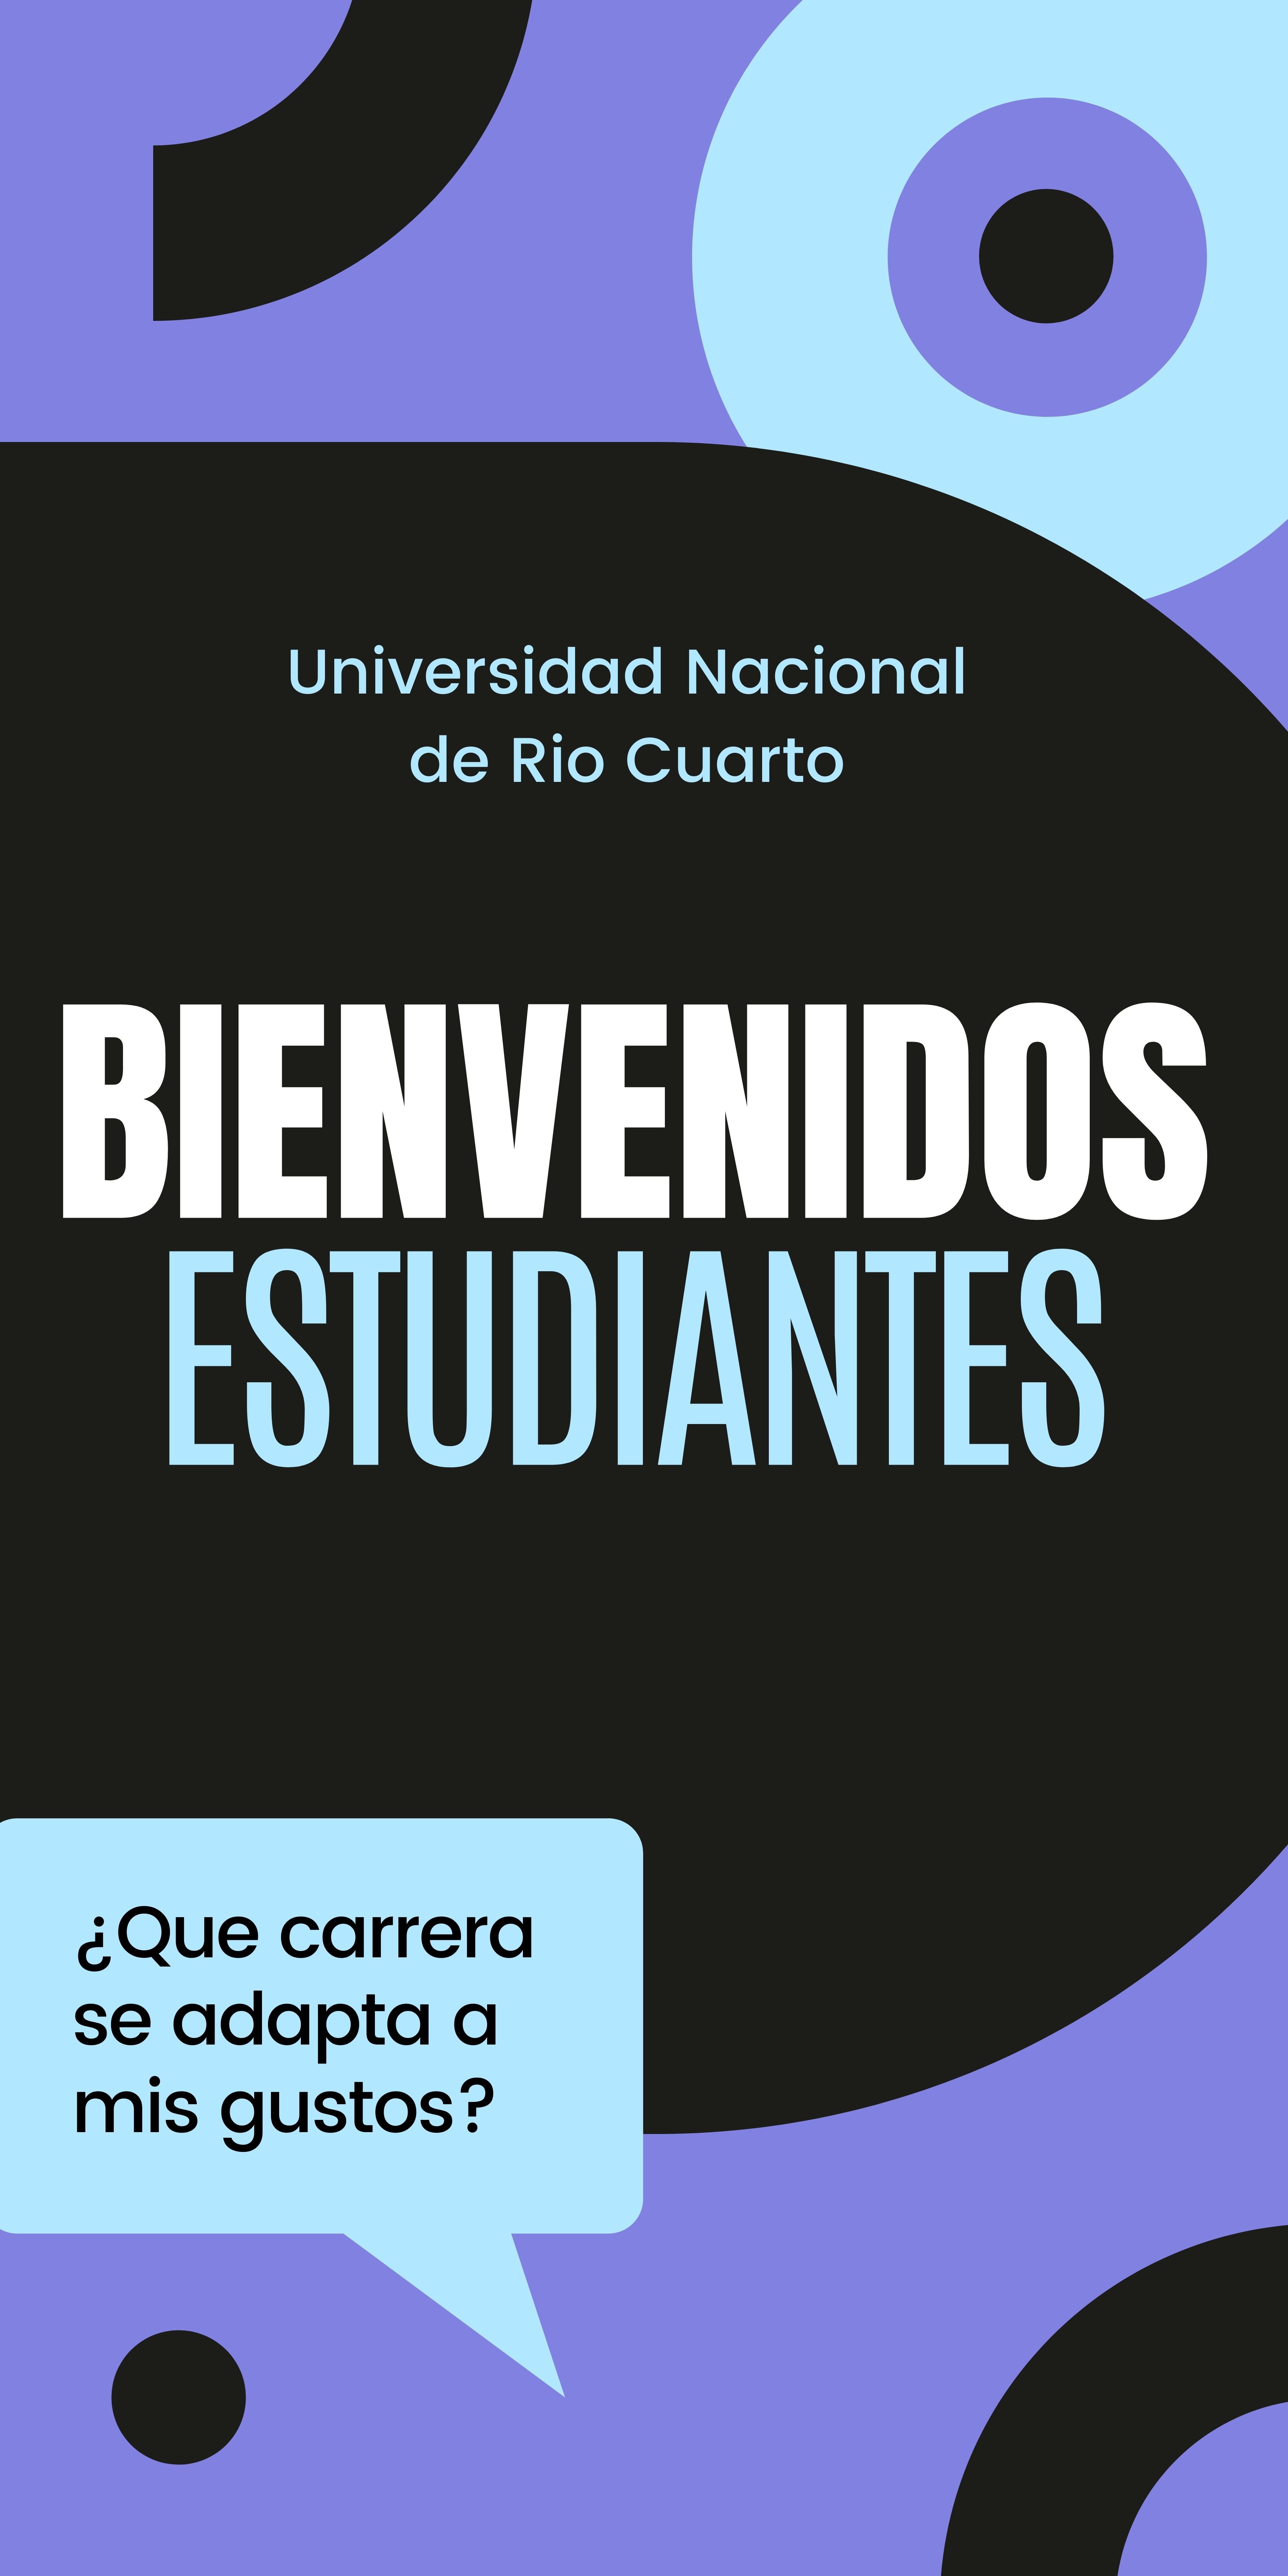 Universidad Nacional
de Rio Cuarto
BIENVENIDOS
ESTUDIANTES
¿Que carrera
se adapta a
mis gustos?